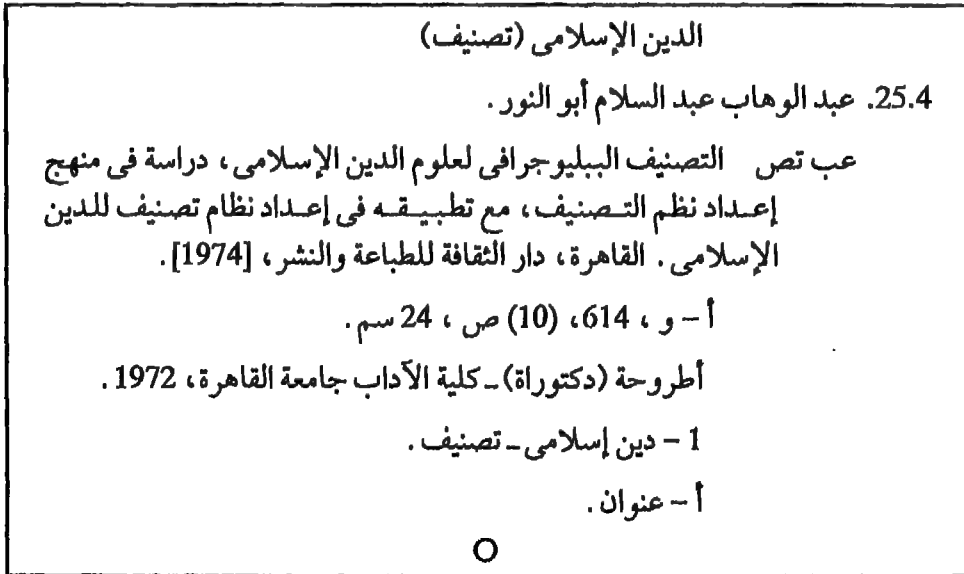 الدين الإسلامى (تصنيف)
25.4. عبد الوهاب عبد السلام أبو النور .
عب تص التصنيف الببليوجرافى لعلوم الدين الإسلامى ، دراسة فى منهج
إعداد نظم التصنيف ، مع تطبيقه فى إعداد نظام تصنيف للدين
الإسلامى . القاهرة ، دار الثقافة للطباعة والنشر ، [1974] .
أ – و ، 614 ، (10) ص ، 24 سم .
أطروحة (دكتوراة) ـ كلية الآداب جامعة القاهرة ، 1972 .
1 – دين إسلامى ـ تصنيف .
أ – عنوان .